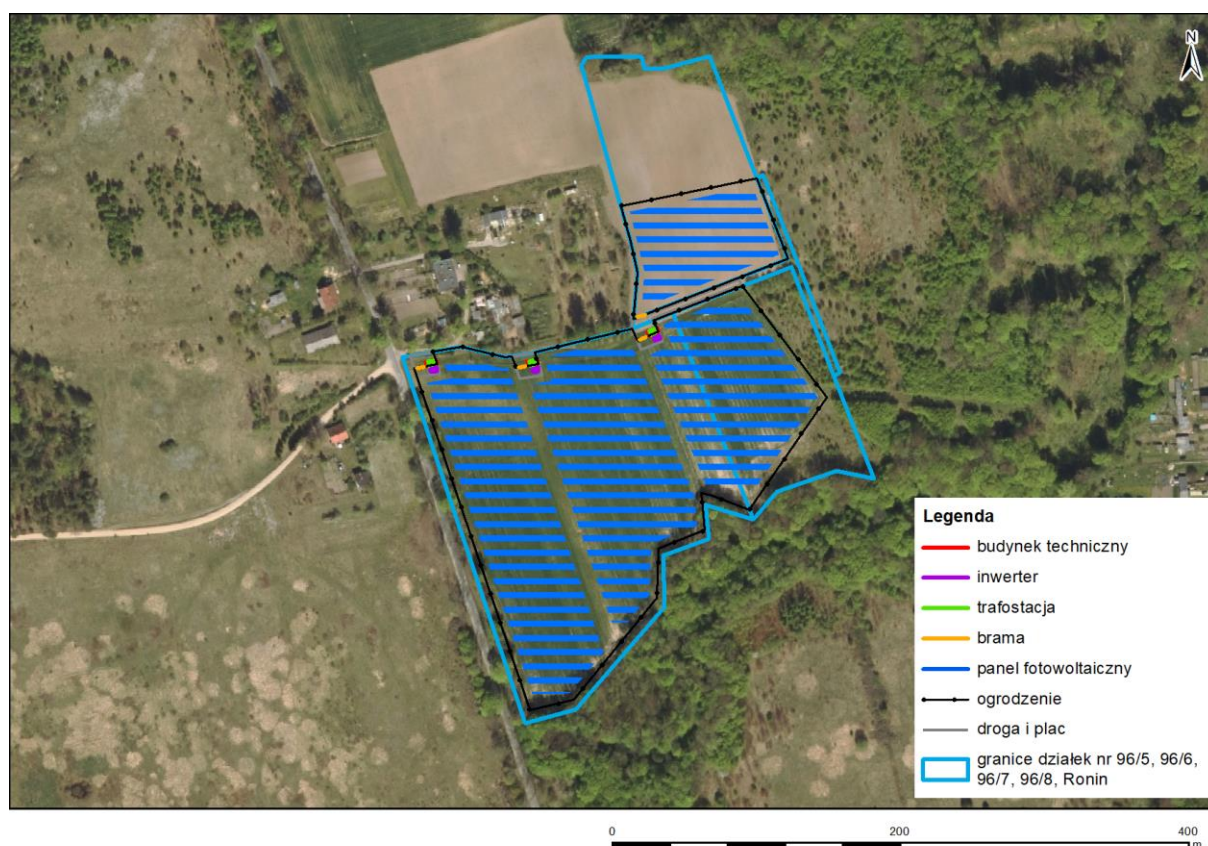 N
Legenda
budynek techniczny
inwerter
trafostacja
brama
panel fotowoltaiczny
ogrodzenie
droga i plac
granice działek nr 96/5, 96/6,
96/7, 96/8, Ronin
0 200 400
m